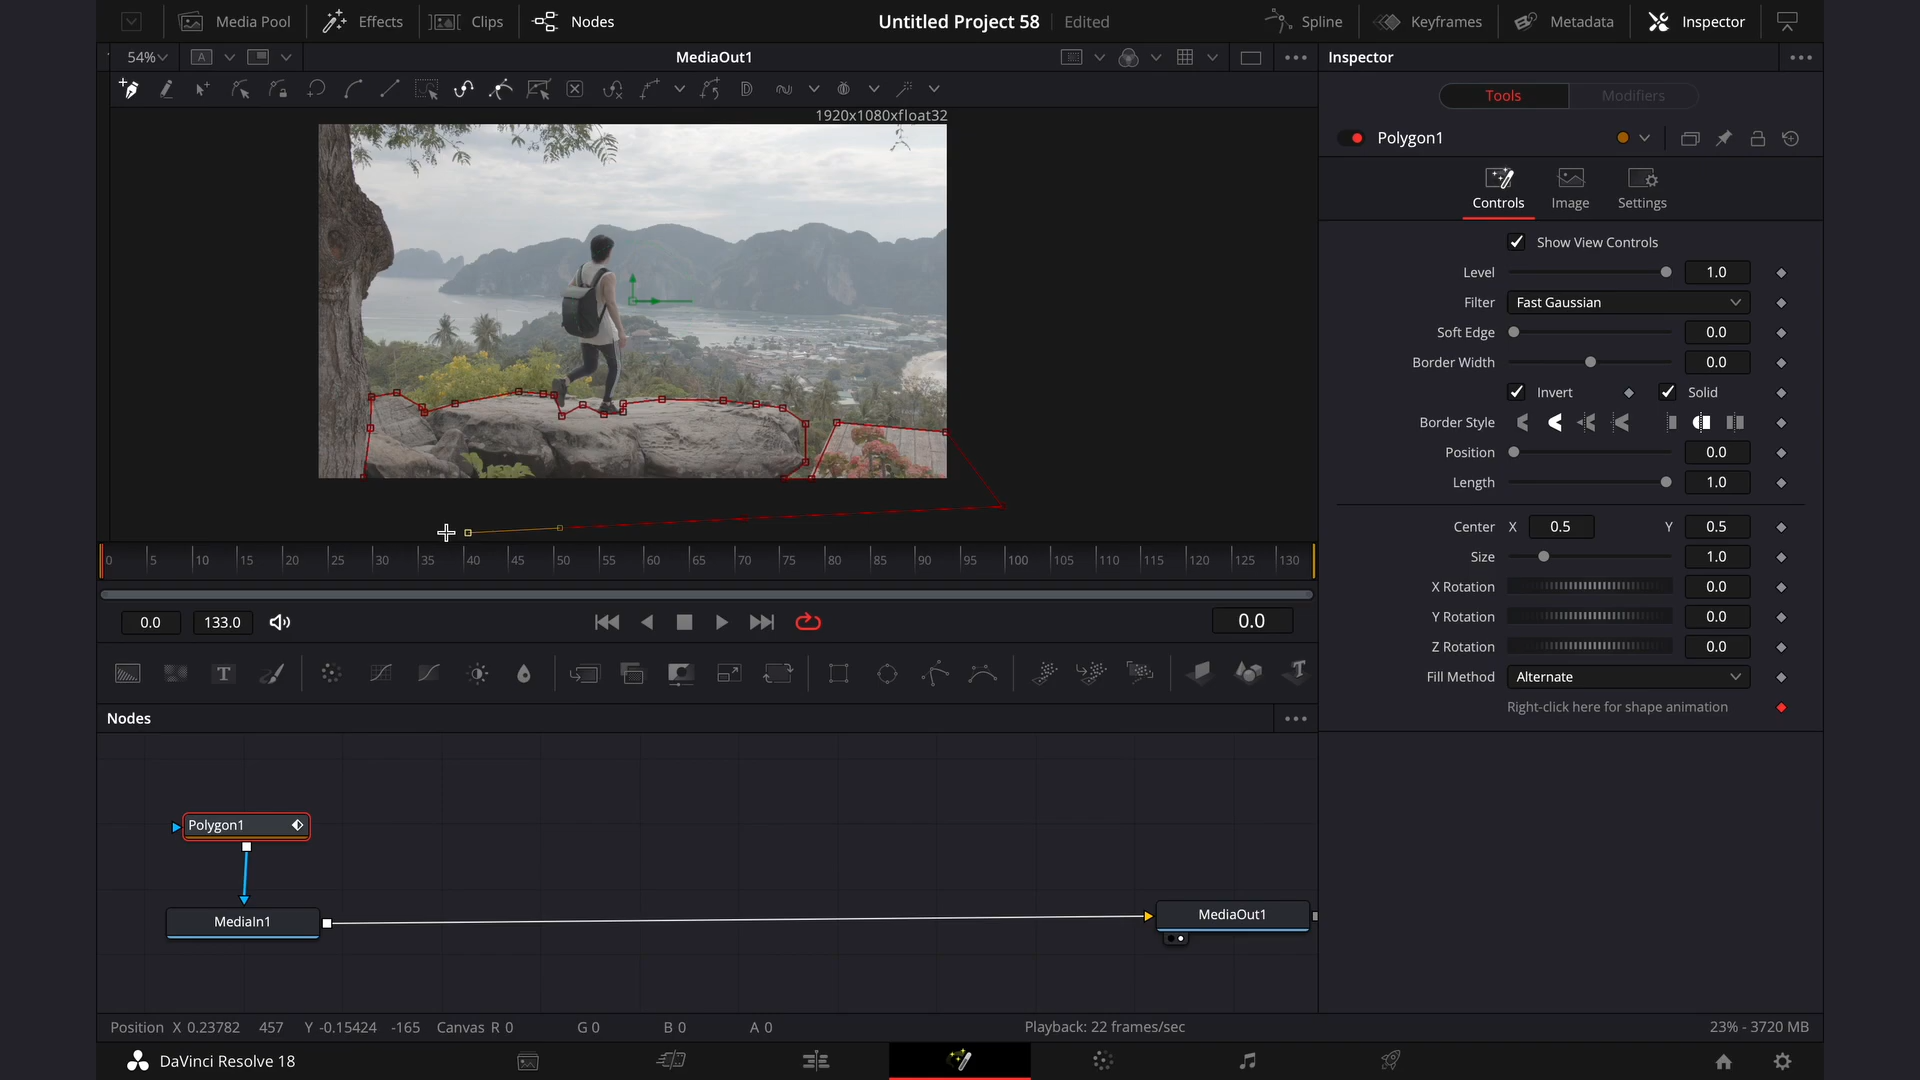 Media Pool Effects Clips Nodes Untitled Project 58 Edited Spline Keyframes Metadata Inspector
54% A MediaOut1 Inspector
Tools Modifiers
1920x1080xfloat32
Polygon1
Controls Image Settings
Show View Controls
Level 1.0
Filter Fast Gaussian
Soft Edge 0.0
Border Width 0.0
Invert Solid
Border Style
Position 0.0
Length 1.0
Center X 0.5 Y 0.5
Size 1.0
X Rotation 0.0
Y Rotation 0.0
Z Rotation 0.0
Fill Method Alternate
Right-click here for shape animation
0 5 10 15 20 25 30 35 40 45 50 55 60 65 70 75 80 85 90 95 100 105 110 115 120 125 130
0.0 133.0 0.0
T T
Nodes
Polygon1
MediaIn1
MediaOut1
Position X 0.23782 457 Y -0.15424 -165 Canvas R 0 G 0 B 0 A 0 Playback: 22 frames/sec 23% - 3720 MB
DaVinci Resolve 18